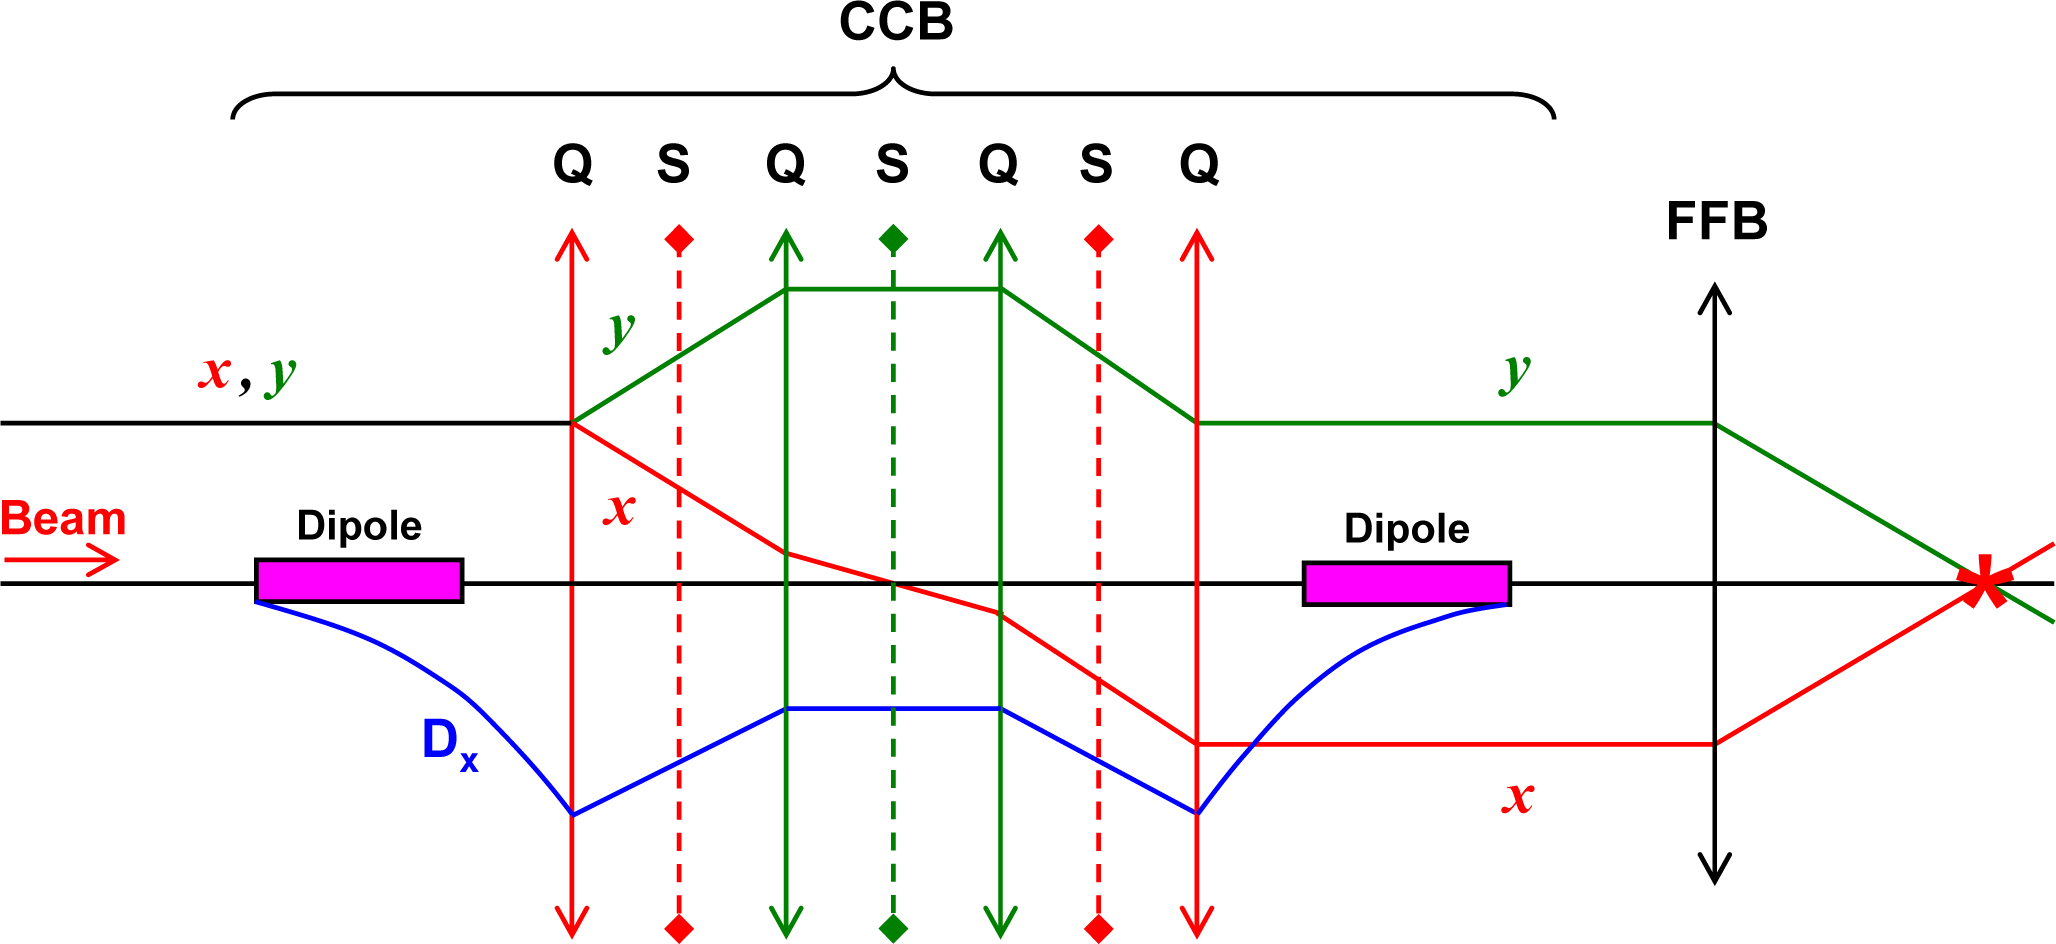 CCB
Q S Q S Q S Q
FFB
y
x, y
y
x
Beam
Dipole
Dipole
Dx
x